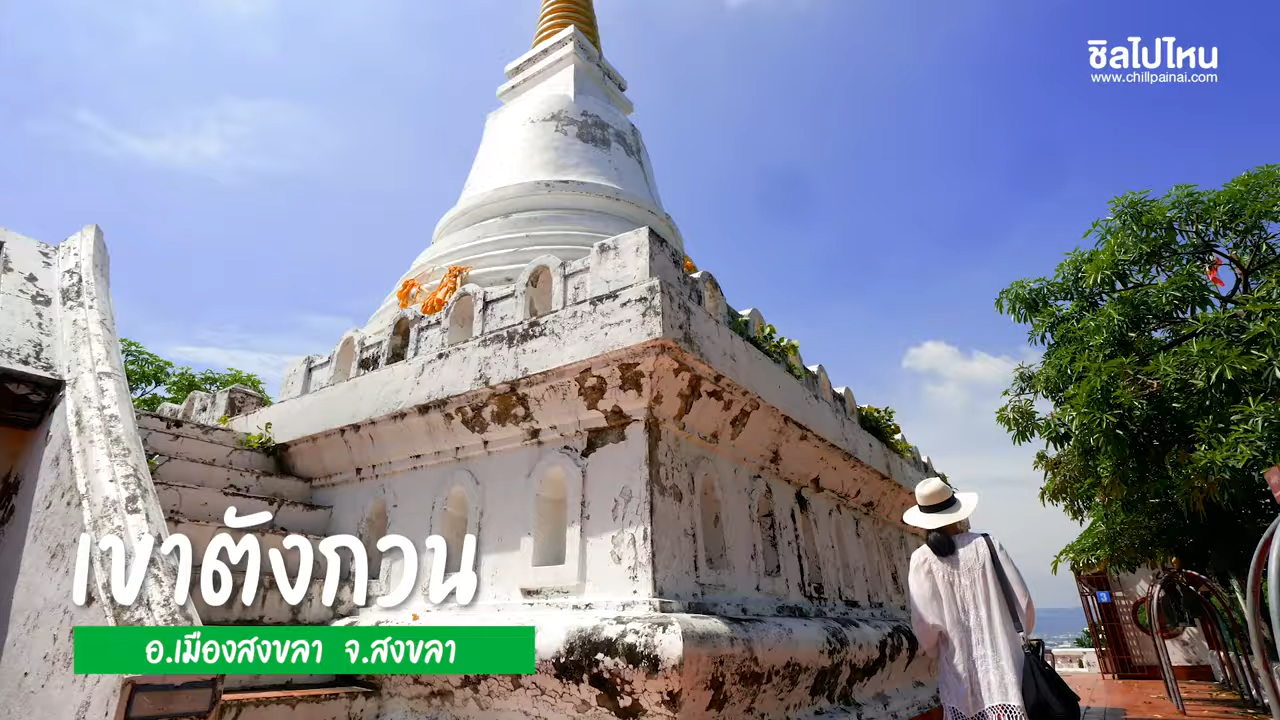 ชิลไปไหน
www.chillpainai.com
เขาตังกวน
อ.เมืองสงขลา จ.สงขลา
3